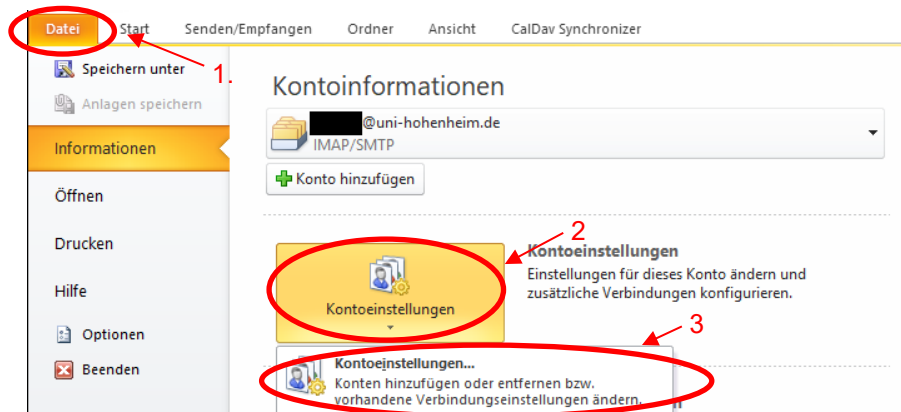 Datei Start Senden/Empfangen Ordner Ansicht CalDav Synchronizer
1.
Speichern unter
Anlagen speichern
Informationen
Öffnen
Drucken
Hilfe
Optionen
Beenden
Kontoinformationen
@uni-hohenheim.de
IMAP/SMTP
Konto hinzufügen
2
Kontoeinstellungen
Kontoeinstellungen
Einstellungen für dieses Konto ändern und
zusätzliche Verbindungen konfigurieren.
3
Kontoeinstellungen...
Konten hinzufügen oder entfernen bzw.
vorhandene Verbindungseinstellungen ändern.